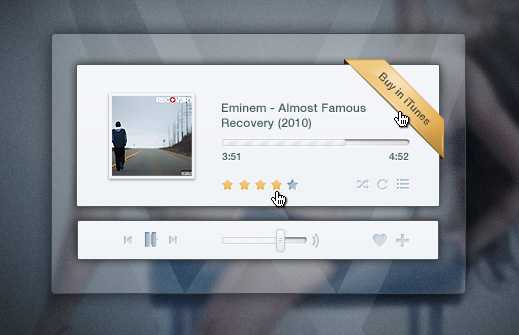 RECOVERY
Buy in iTunes
Eminem - Almost Famous
Recovery (2010)
3:51
4:52